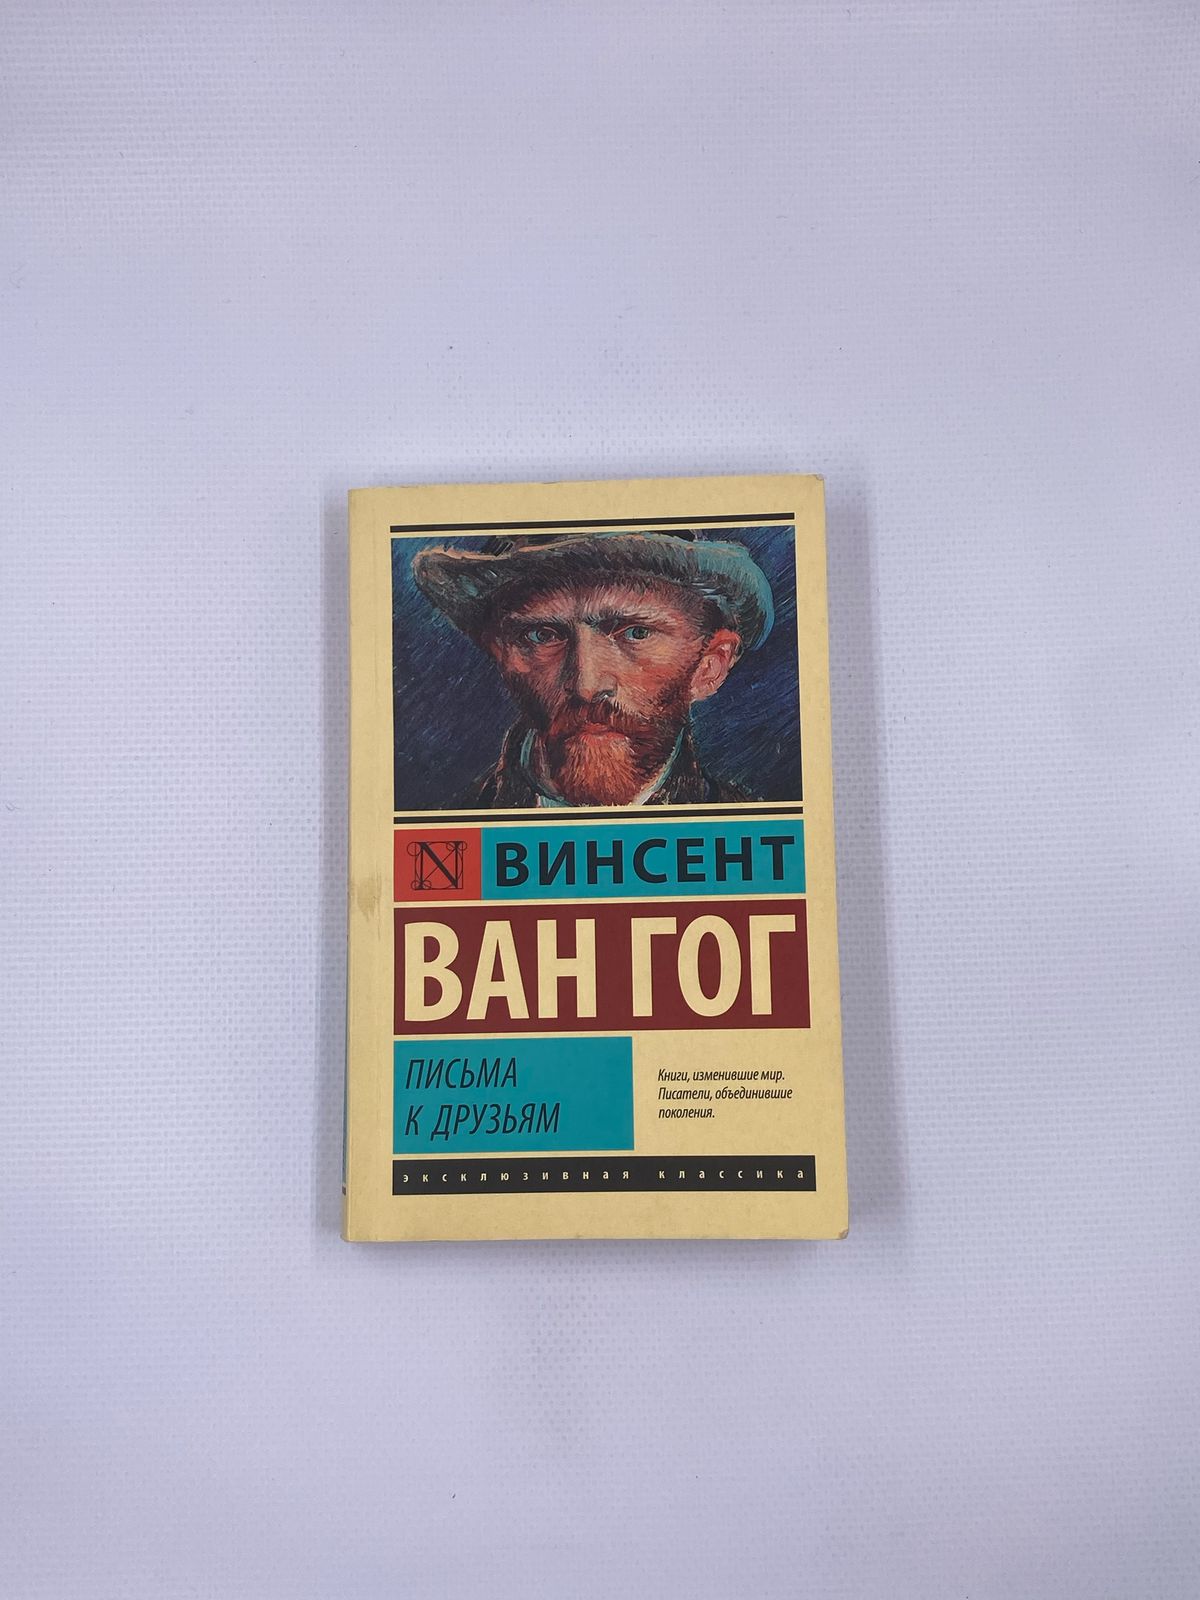 N ВИНСЕНТ
ВАН ГОГ
ПИСЬМА
К ДРУЗЬЯМ
Книги, изменившие мир.
Писатели, объединившие
поколения.
эксклюзивная классика